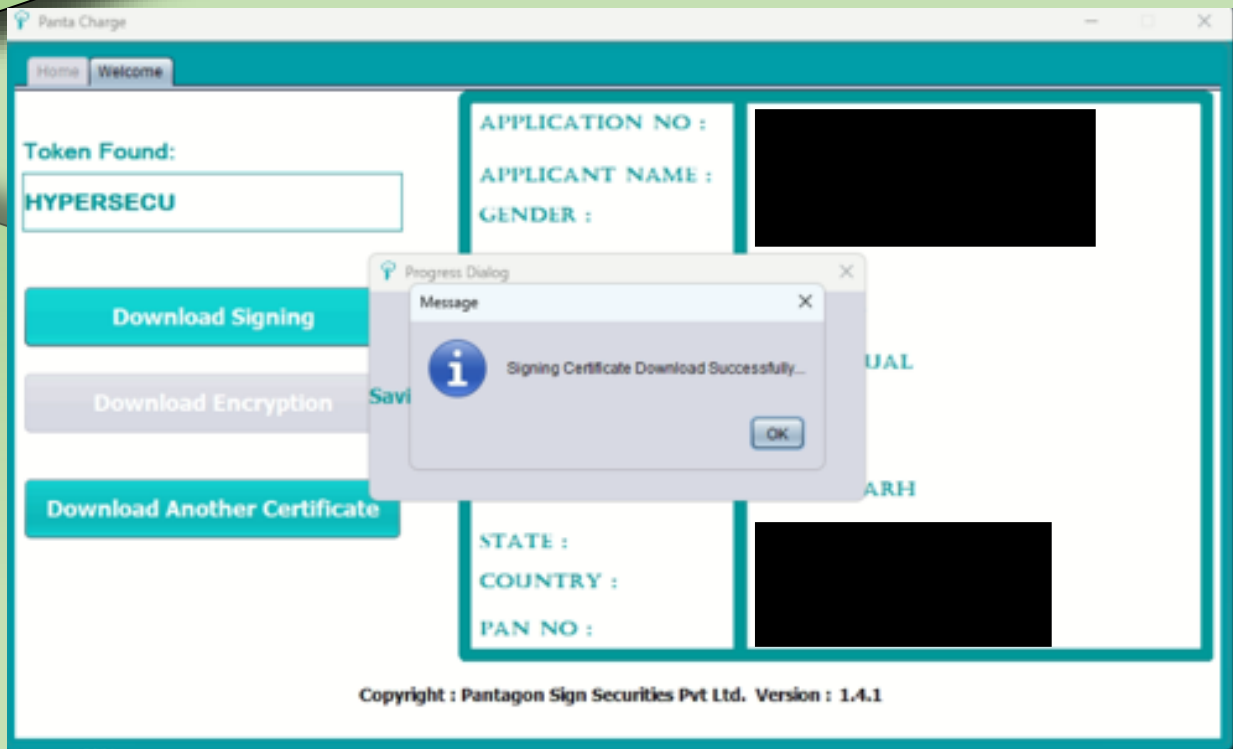 Panta Charge
Home Welcome
Token Found:
HYPERSECU
Download Signing
Download Encryption
Download Another Certificate
APPLICATION NO :
APPLICANT NAME :
GENDER :
Progress Dialog
Message
Signing Certificate Download Successfully...
OK
Savi
UAL
ARH
STATE :
COUNTRY :
PAN NO :
Copyright : Pantagon Sign Securities Pvt Ltd. Version : 1.4.1